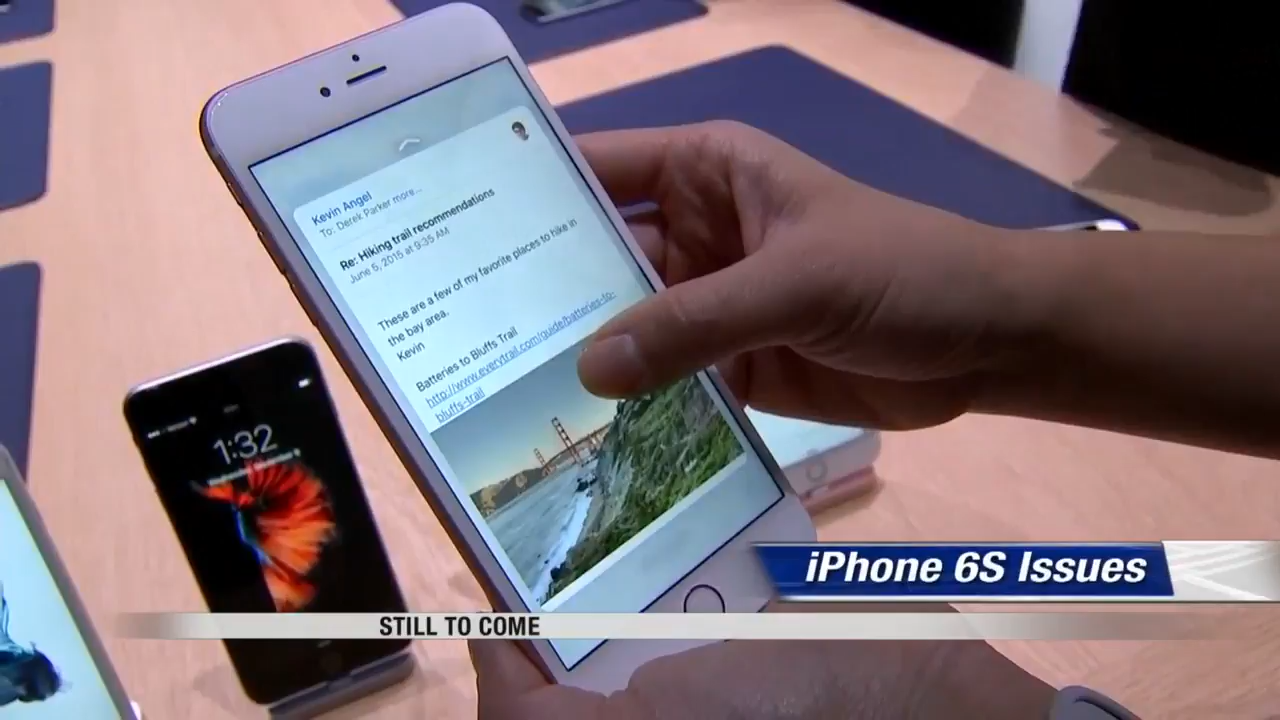 Kevin Angel
To: Derek Parker more...
Re: Hiking trail recommendations
June 5, 2015 at 9:35 AM
These are a few of my favorite places to hike in
the bay area.
Kevin
Batteries to Bluffs Trail
http://www.everytrail.com/guide/batteries-to-
bluffs-trail
1:32
iPhone 6S Issues
STILL TO COME